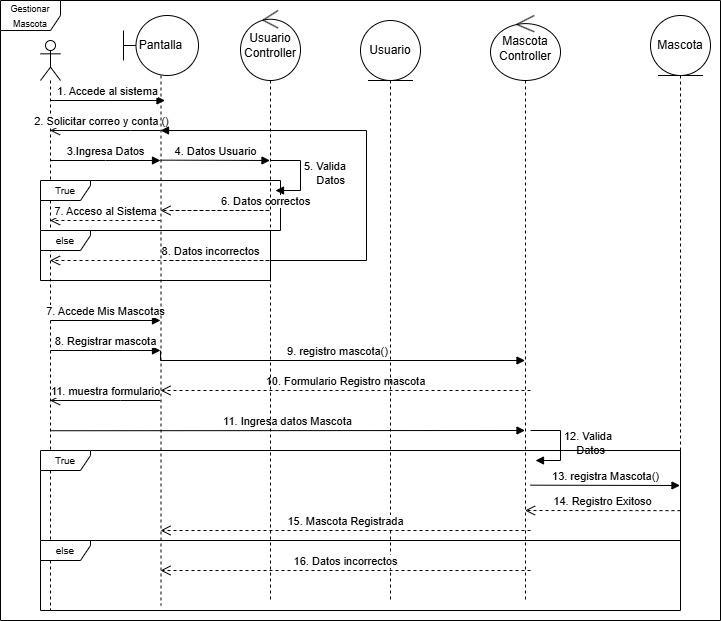 Gestionar
Mascota
Pantalla
Usuario
Controller
Usuario
Mascota
Controller
Mascota
1. Accede al sistema
2. Solicitar correo y conta.()
3.Ingresa Datos
4. Datos Usuario
5. Valida
Datos
True
6. Datos correctos
7. Acceso al Sistema
else
8. Datos incorrectos
7. Accede Mis Mascotas
8. Registrar mascota
9. registro mascota()
10. Formulario Registro mascota
11. muestra formulario
11. Ingresa datos Mascota
12. Valida
Datos
True
13. registra Mascota()
14. Registro Exitoso
15. Mascota Registrada
else
16. Datos incorrectos